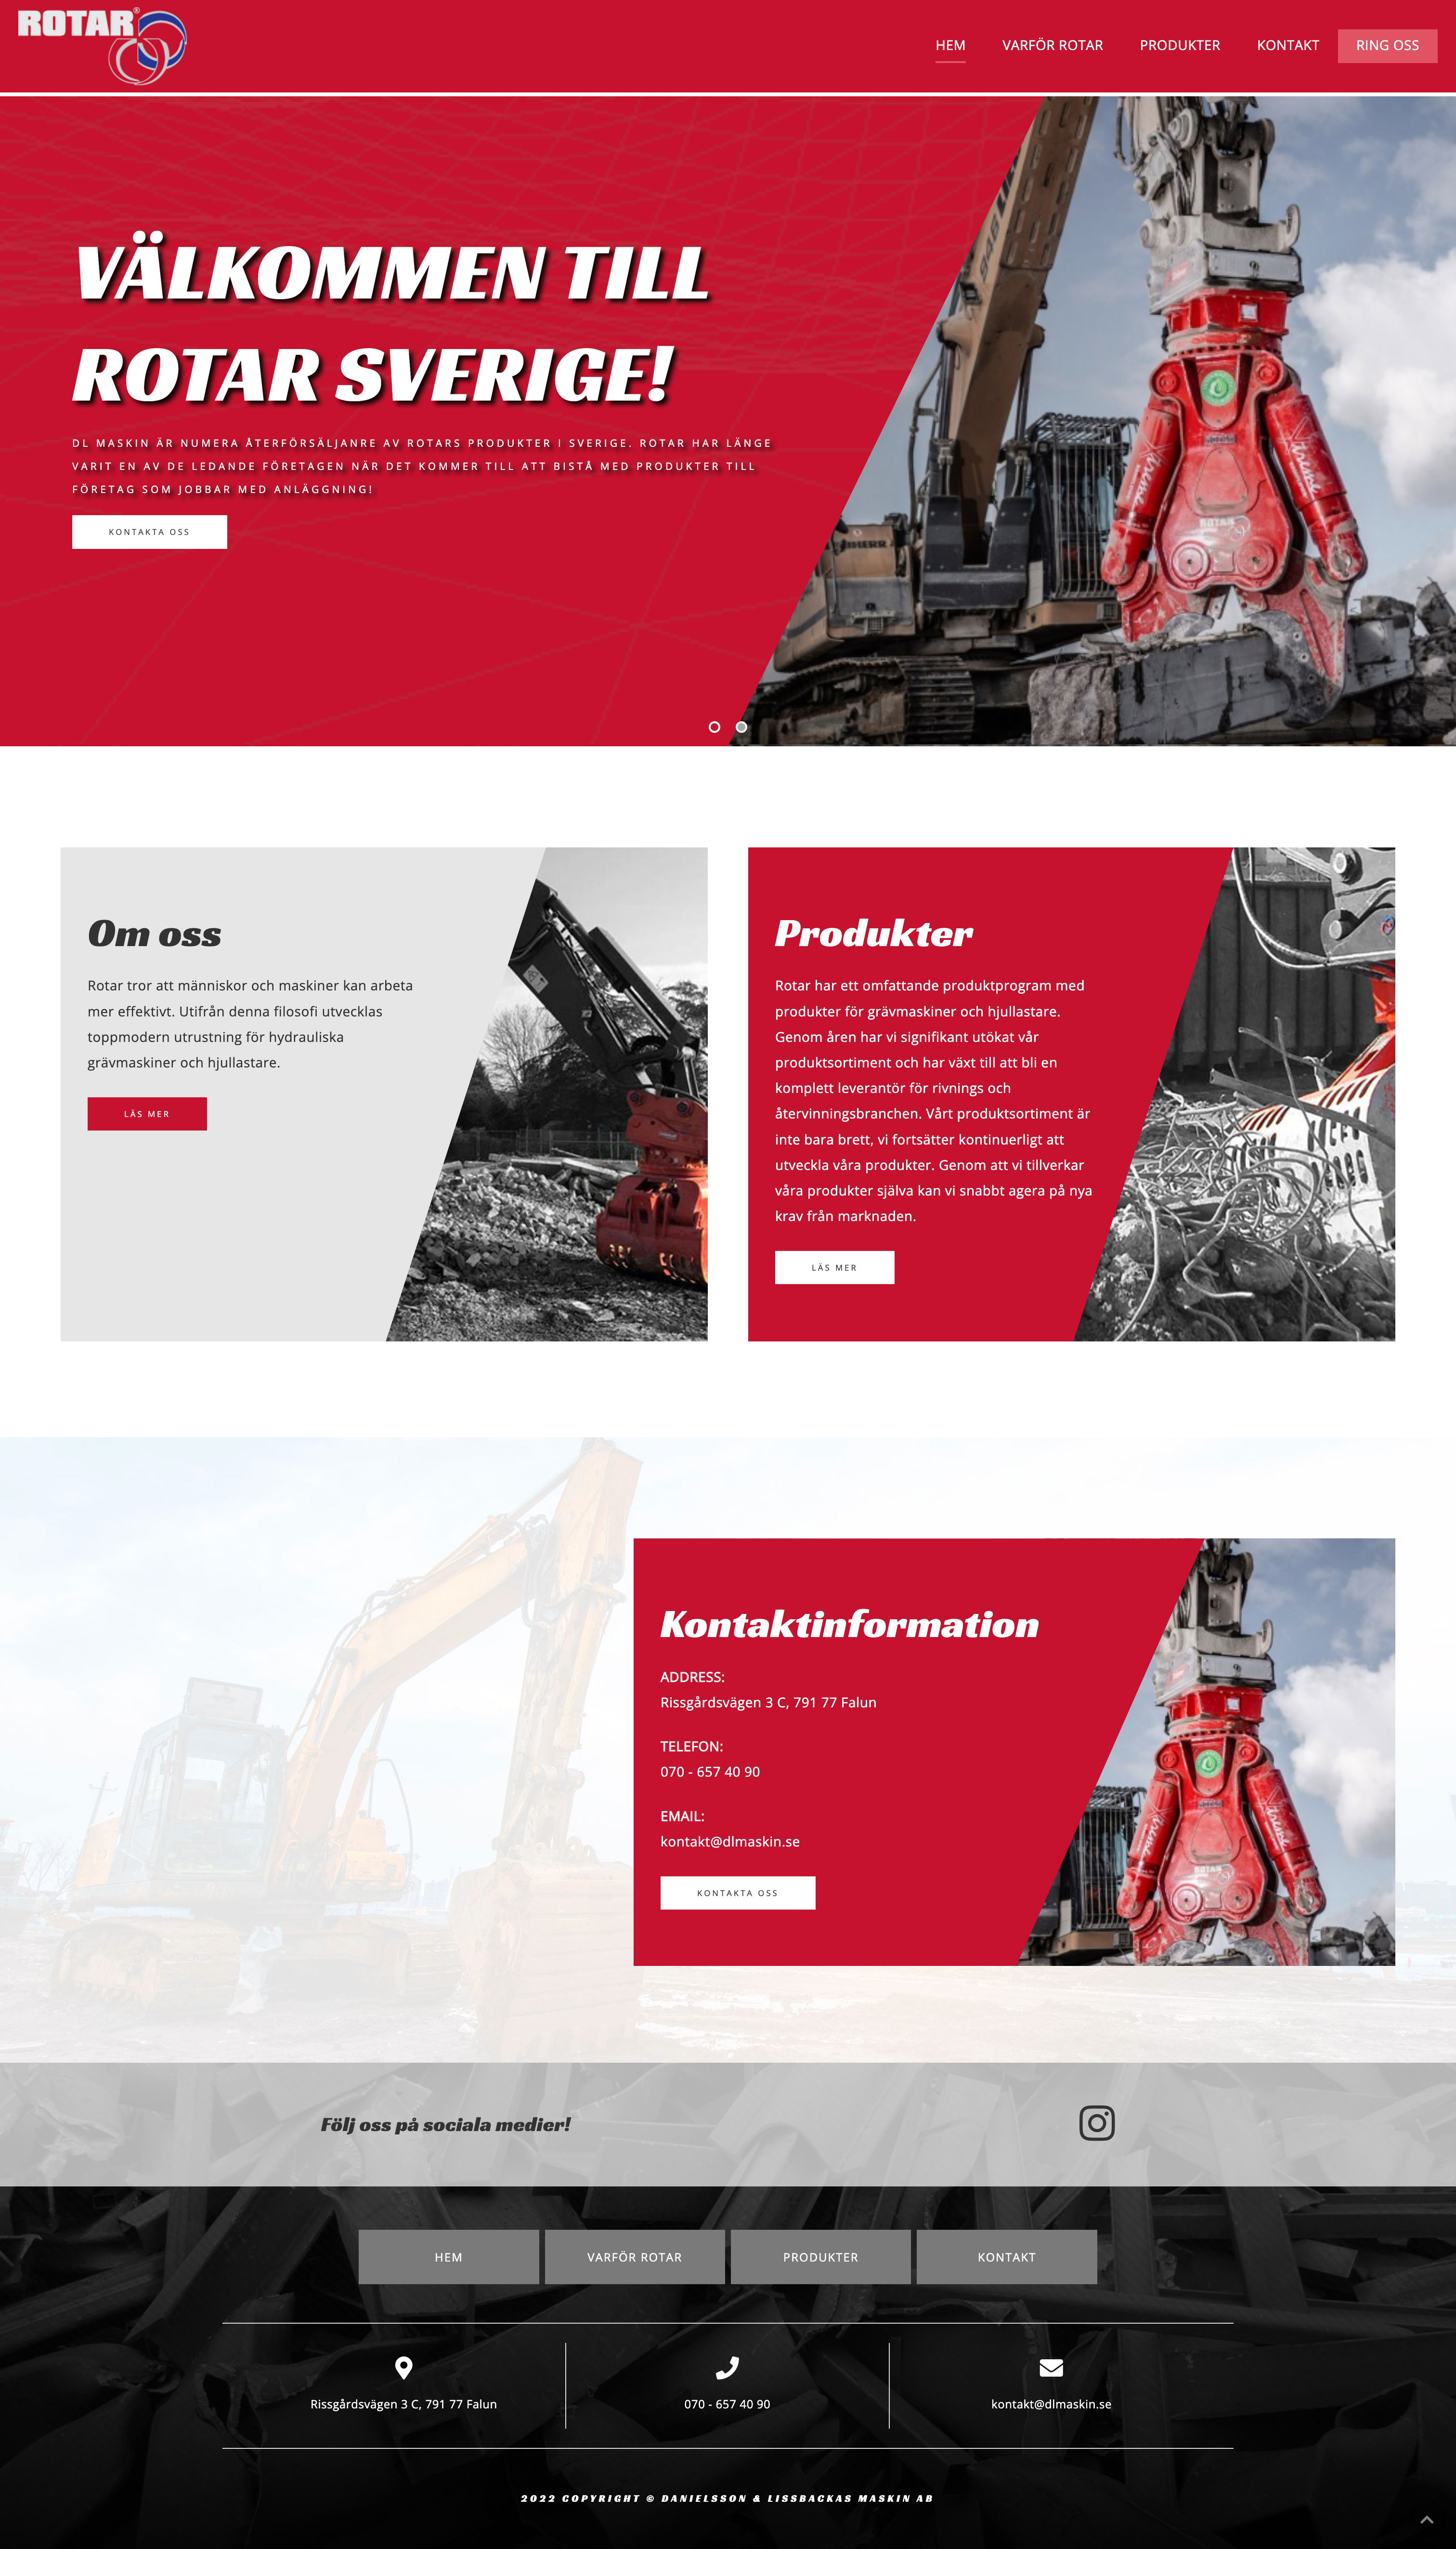 ROTAR®
HEM
VARFÖR ROTAR
PRODUKTER
KONTAKT
RING OSS
VÄLKOMMEN TILL
ROTAR SVERIGE!
DL MASKIN ÄR NUMERA ÅTERFÖRSÄLJANRE AV ROTARS PRODUKTER I SVERIGE. ROTAR HAR LÄNGE
VARIT EN AV DE LEDANDE FÖRETAGEN NÄR DET KOMMER TILL ATT BISTÅ MED PRODUKTER TILL
FÖRETAG SOM JOBBAR MED ANLÄGGNING!
KONTAKTA OSS
Om oss
Rotar tror att människor och maskiner kan arbeta
mer effektivt. Utifrån denna filosofi utvecklas
toppmodern utrustning för hydrauliska
grävmaskiner och hjullastare.
LÄS MER
Produkter
Rotar har ett omfattande produktprogram med
produkter för grävmaskiner och hjullastare.
Genom åren har vi signifikant utökat vår
produktsortiment och har växt till att bli en
komplett leverantör för rivnings och
återvinningsbranchen. Vårt produktsortiment är
inte bara brett, vi fortsätter kontinuerligt att
utveckla våra produkter. Genom att vi tillverkar
våra produkter själva kan vi snabbt agera på nya
krav från marknaden.
LÄS MER
Kontaktinformation
ADDRESS:
Rissgårdsvägen 3 C, 791 77 Falun
TELEFON:
070 - 657 40 90
EMAIL:
kontakt@dlmaskin.se
KONTAKTA OSS
Följ oss på sociala medier!
HEM
VARFÖR ROTAR
PRODUKTER
KONTAKT
Rissgårdsvägen 3 C, 791 77 Falun
070 - 657 40 90
kontakt@dlmaskin.se
2022 COPYRIGHT © DANIELSSON & LISSBACKAS MASKIN AB